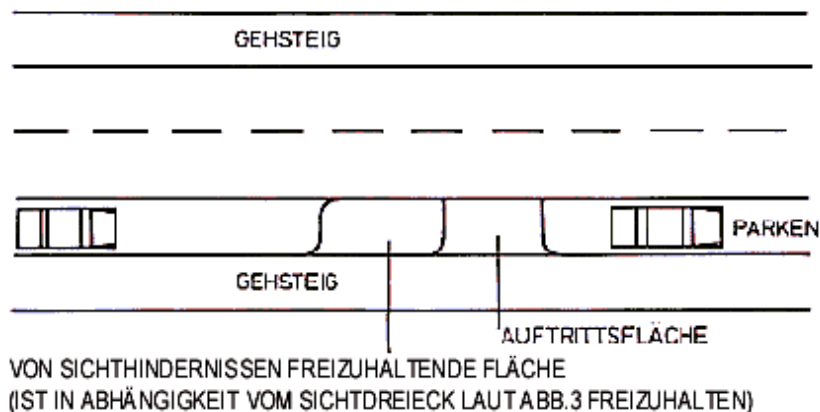 GEHSTEIG
PARKEN
GEHSTEIG
AUFTRITTSFLÄCHE
VON SICHTHINDERNISSEN FREIZUHALTENDE FLÄCHE
(IST IN ABHÄNGIGKEIT VOM SICHTDREIECK LAUT ABB.3 FREIZUHALTEN)